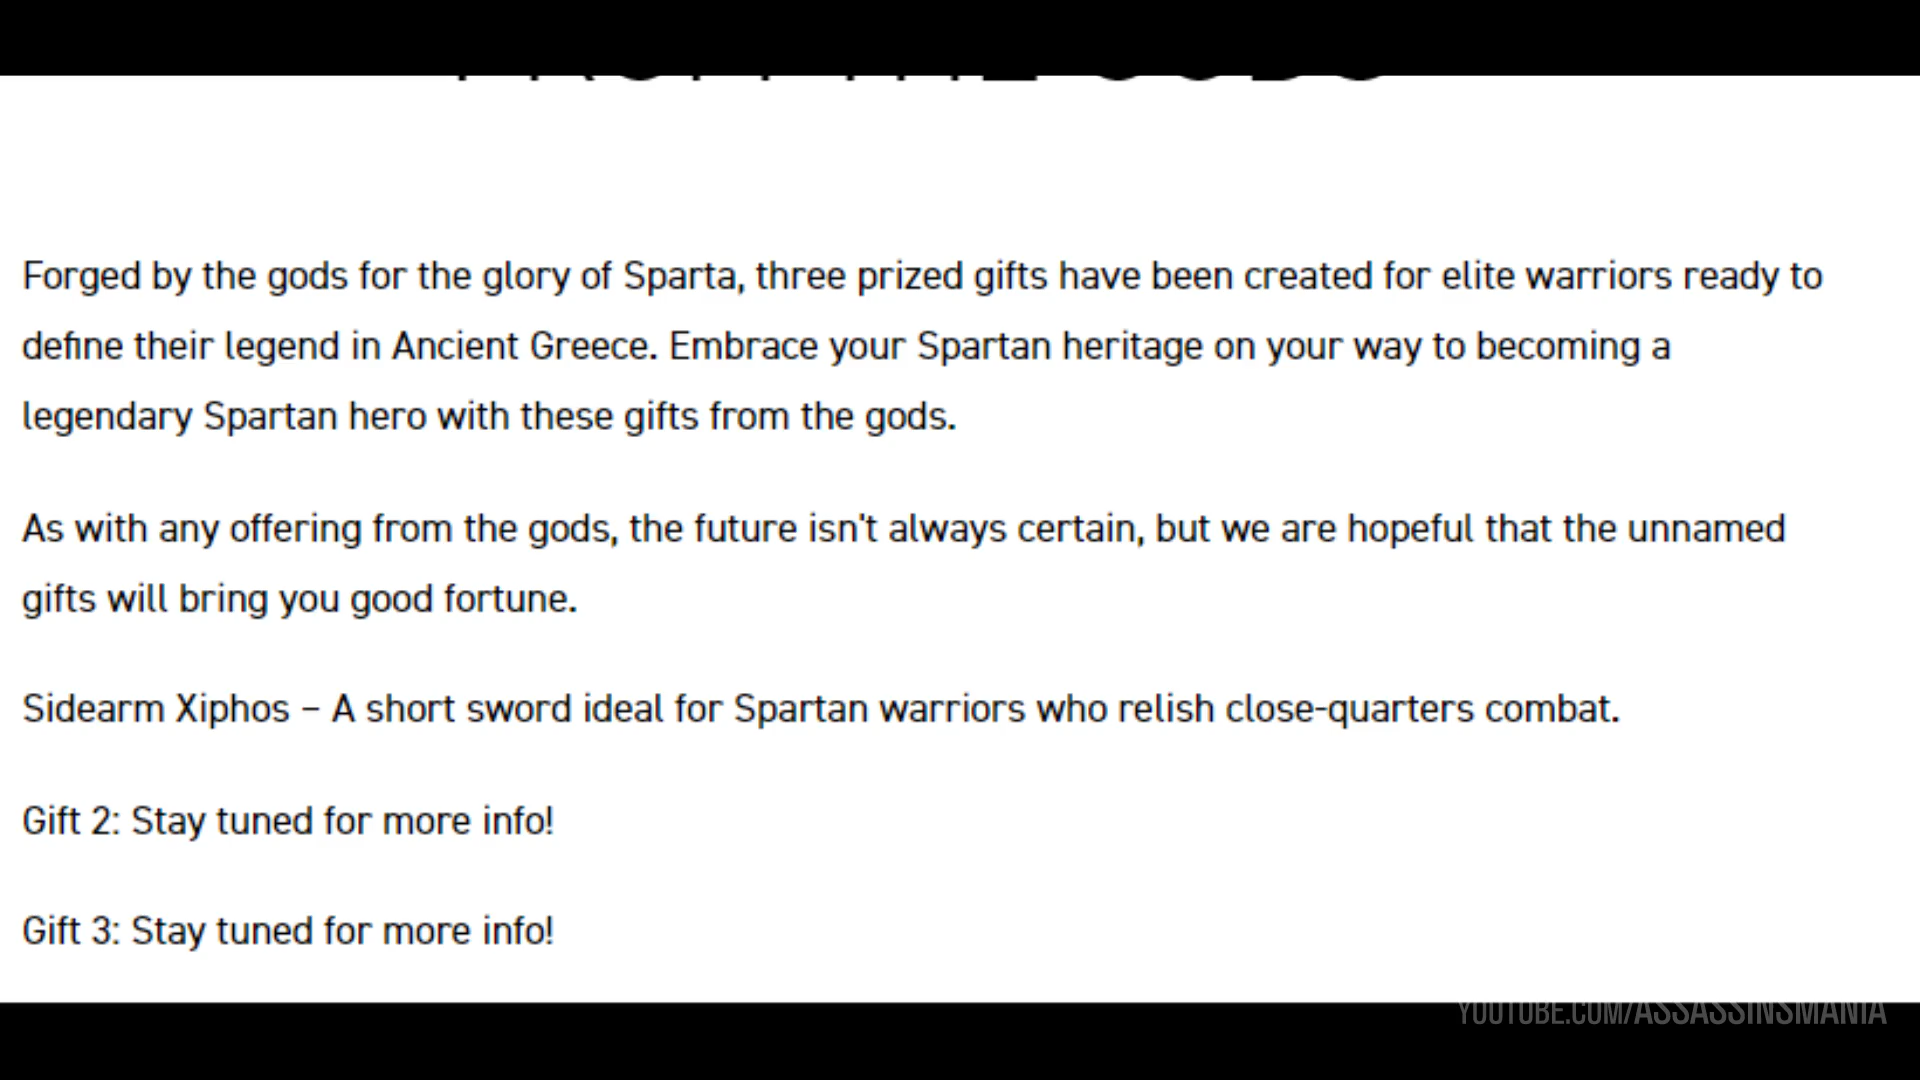 Forged by the gods for the glory of Sparta, three prized gifts have been created for elite warriors ready to
define their legend in Ancient Greece. Embrace your Spartan heritage on your way to becoming a
legendary Spartan hero with these gifts from the gods.
As with any offering from the gods, the future isn't always certain, but we are hopeful that the unnamed
gifts will bring you good fortune.
Sidearm Xiphos – A short sword ideal for Spartan warriors who relish close-quarters combat.
Gift 2: Stay tuned for more info!
Gift 3: Stay tuned for more info!
YOUTUBE.COM/ASSASSINSMANIA